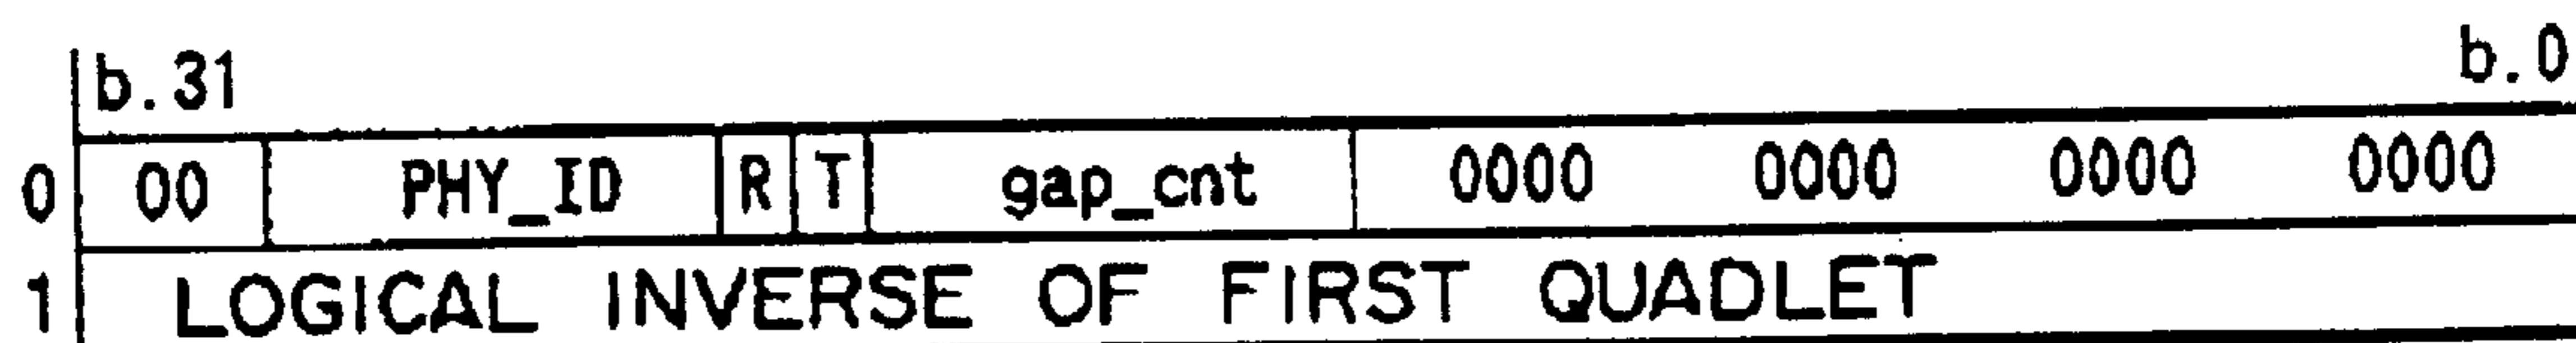 b.31 b.0
0 00 PHY_ID R T gap_cnt 0000 0000 0000 0000
1 LOGICAL INVERSE OF FIRST QUADLET